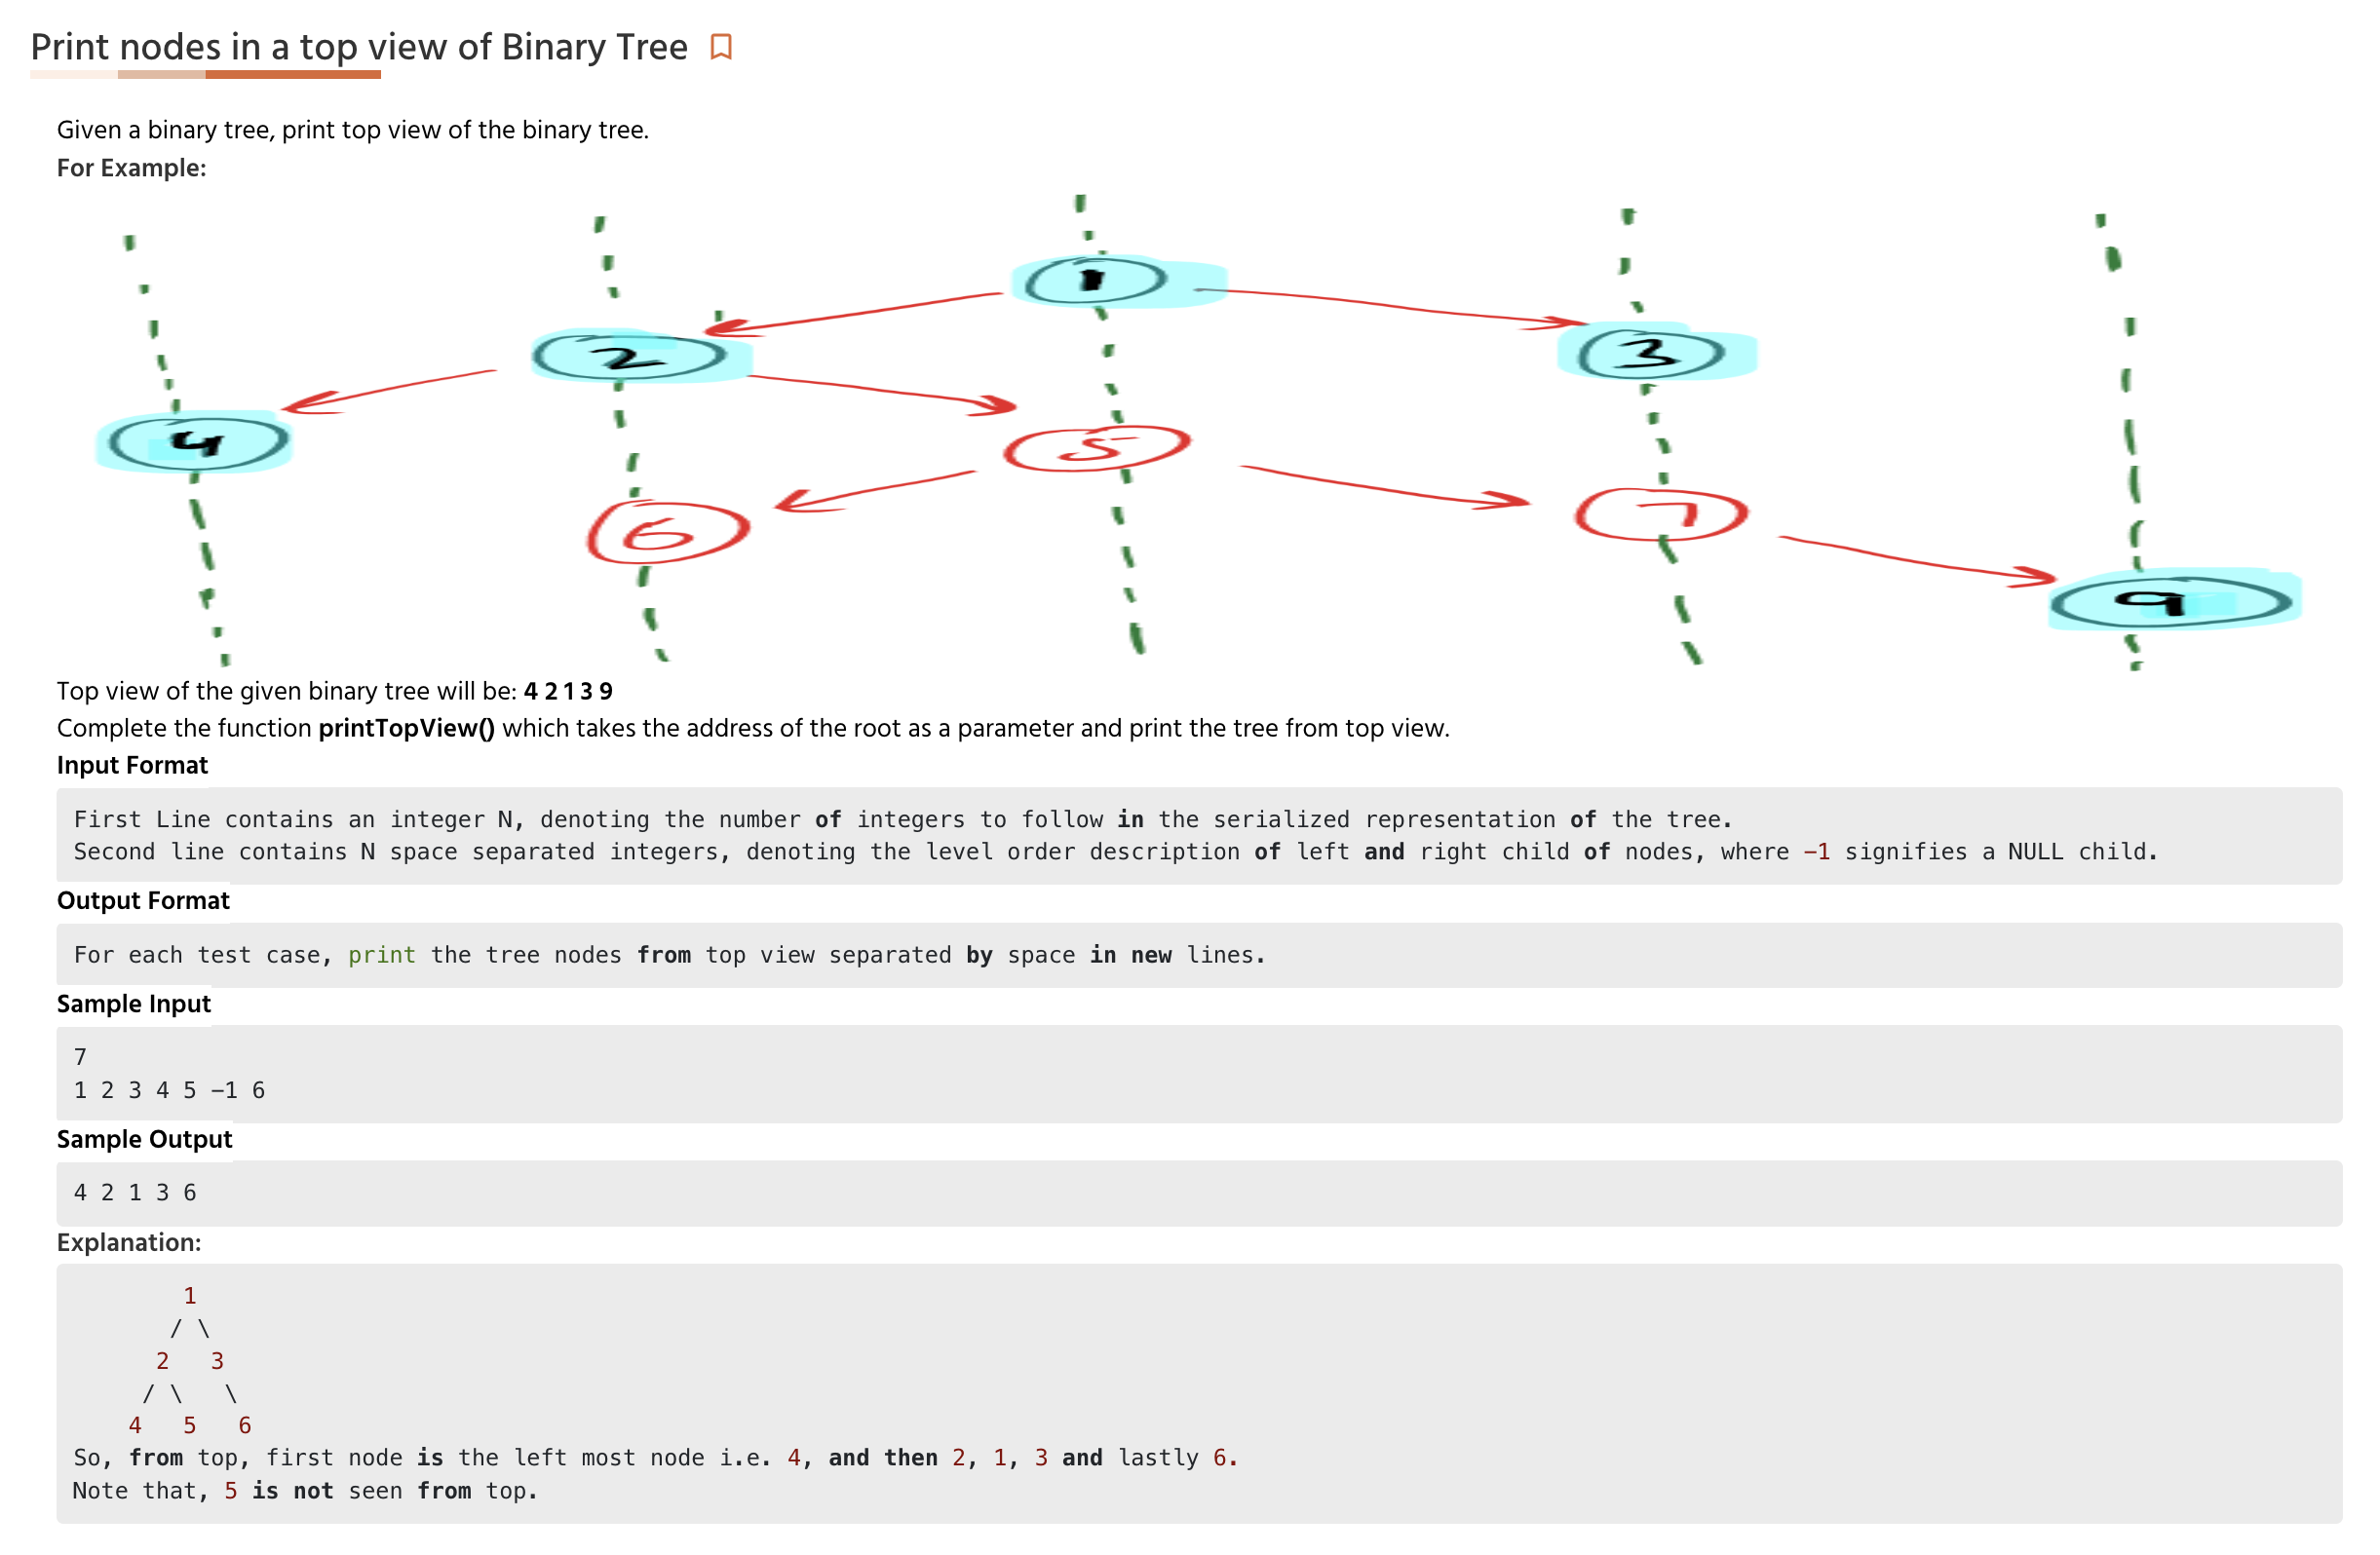 Print nodes in a top view of Binary Tree
Given a binary tree, print top view of the binary tree.
For Example:
1
2
3
4
5
6
7
9
Top view of the given binary tree will be: 4 2 1 3 9
Complete the function printTopView() which takes the address of the root as a parameter and print the tree from top view.
Input Format
First Line contains an integer N, denoting the number of integers to follow in the serialized representation of the tree.
Second line contains N space separated integers, denoting the level order description of left and right child of nodes, where −1 signifies a NULL child.
Output Format
For each test case, print the tree nodes from top view separated by space in new lines.
Sample Input
7
1 2 3 4 5 −1 6
Sample Output
4 2 1 3 6
Explanation:
1
/ \
2 3
/ \ \
4 5 6
So, from top, first node is the left most node i.e. 4, and then 2, 1, 3 and lastly 6.
Note that, 5 is not seen from top.